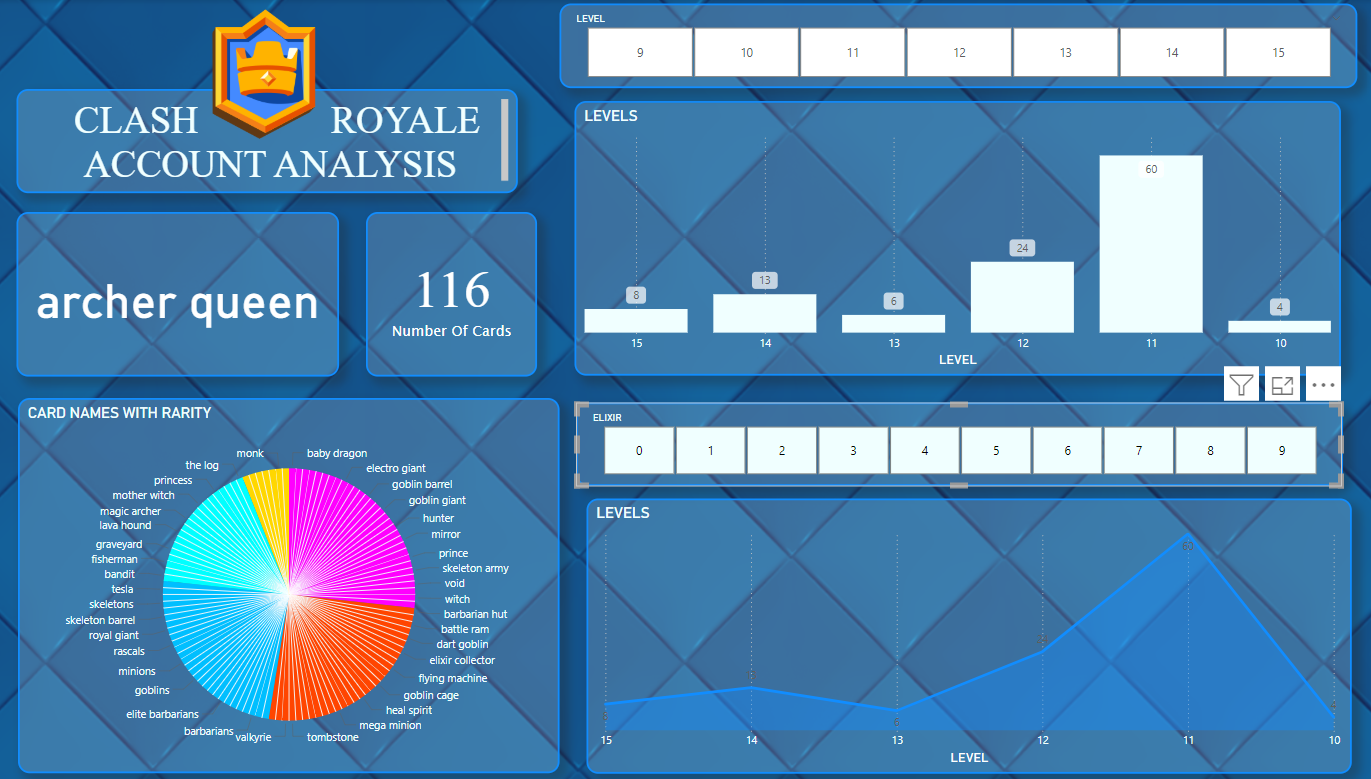 CLASH ROYALE
ACCOUNT ANALYSIS
LEVEL
9 10 11 12 13 14 15
archer queen
116
Number Of Cards
LEVELS
8 13 6 24 60 4
15 14 13 12 11 10
LEVEL
CARD NAMES WITH RARITY
monk
the log
princess
mother witch
magic archer
lava hound
graveyard
fisherman
bandit
tesla
skeletons
skeleton barrel
royal giant
rascals
minions
goblins
elite barbarians
barbarians
valkyrie
baby dragon
electro giant
goblin barrel
goblin giant
hunter
mirror
prince
skeleton army
void
witch
barbarian hut
battle ram
dart goblin
elixir collector
flying machine
goblin cage
heal spirit
mega minion
tombstone
ELIXIR
0 1 2 3 4 5 6 7 8 9
LEVELS
6 60
15 14 13 12 11 10
LEVEL